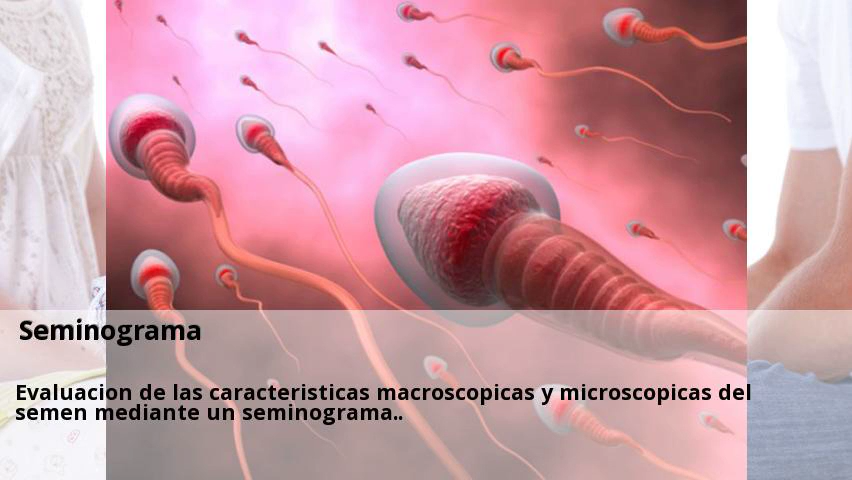 Seminograma
Evaluacion de las caracteristicas macroscopicas y microscopicas del
semen mediante un seminograma..